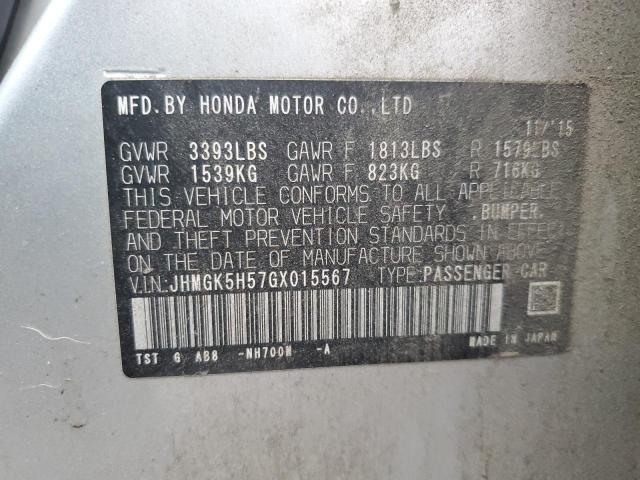 MFD.BY HONDA MOTOR CO.,LTD
11/'15
GVWR 3393LBS GAWR F 1813LBS R 1579LBS
GVWR 1539KG GAWR F 823KG R 716KG
THIS VEHICLE CONFORMS TO ALL APPLICABLE
FEDERAL MOTOR VEHICLE SAFETY, BUMPER,
AND THEFT PREVENTION STANDARDS IN EFFECT
ON THE DATE OF MANUFACTURE SHOWN ABOVE.
V.I.N:JHMGK5H57GX015567 TYPE:PASSENGER CAR
TST G AB8 -NH700M -A
MADE IN JAPAN